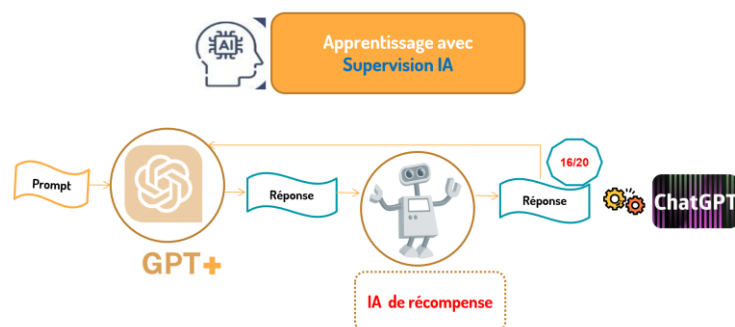 AI
Apprentissage avec
Supervision IA
16/20
Prompt
Réponse
Réponse
ChatGPT
GPT+
IA de récompense